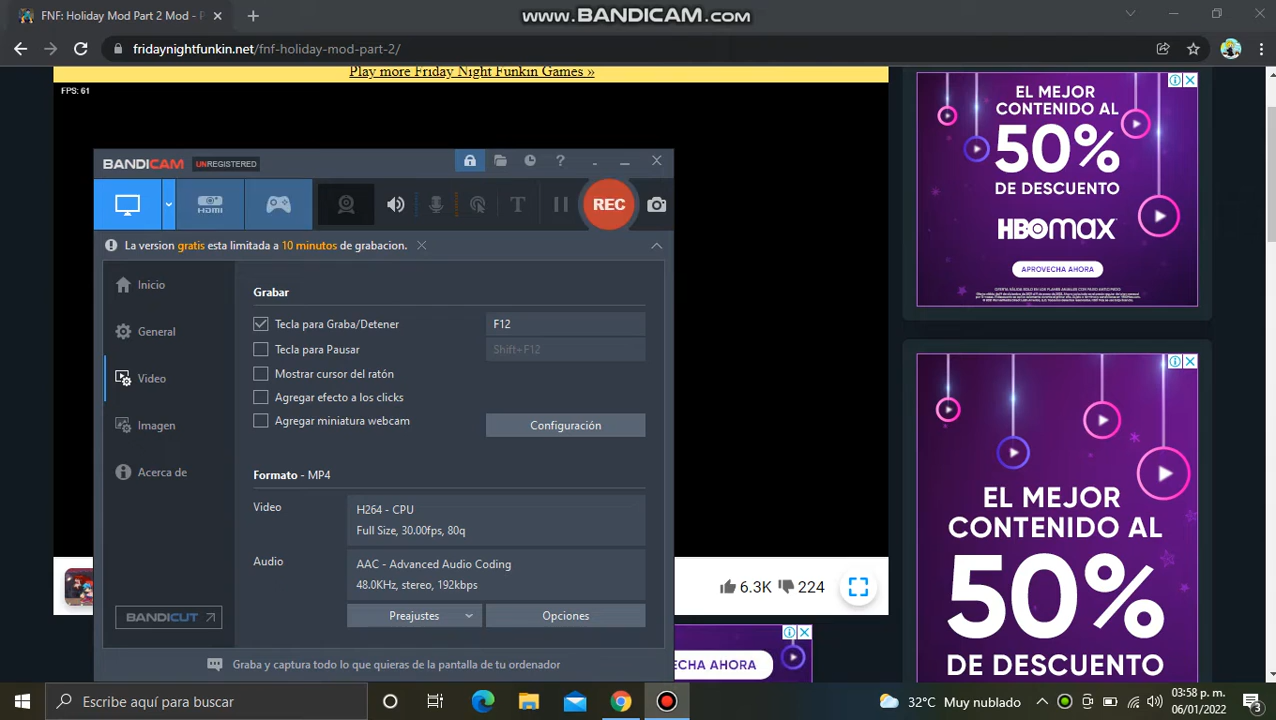 FNF: Holiday Mod Part 2 Mod - P
www.BANDICAM.com
fridaynightfunkin.net/fnf-holiday-mod-part-2/
Play more Friday Night Funkin Games »
FPS: 61
BANDICAM UNREGISTERED
HDMI
REC
La version gratis esta limitada a 10 minutos de grabacion.
Inicio
General
Video
Imagen
Acerca de
BANDICUT
Grabar
Tecla para Graba/Detener
F12
Tecla para Pausar
Shift+F12
Mostrar cursor del ratón
Agregar efecto a los clicks
Agregar miniatura webcam
Configuración
Formato - MP4
Video
H264 - CPU
Full Size, 30.00fps, 80q
Audio
AAC - Advanced Audio Coding
48.0KHz, stereo, 192kbps
Preajustes
Opciones
Graba y captura todo lo que quieras de la pantalla de tu ordenador
6.3K
224
ECHA AHORA
EL MEJOR
CONTENIDO AL
50%
DE DESCUENTO
HBOMAX
APROVECHA AHORA
EL MEJOR
CONTENIDO AL
50%
DE DESCUENTO
Escribe aquí para buscar
32°C Muy nublado
03:58 p. m.
06/01/2022
3